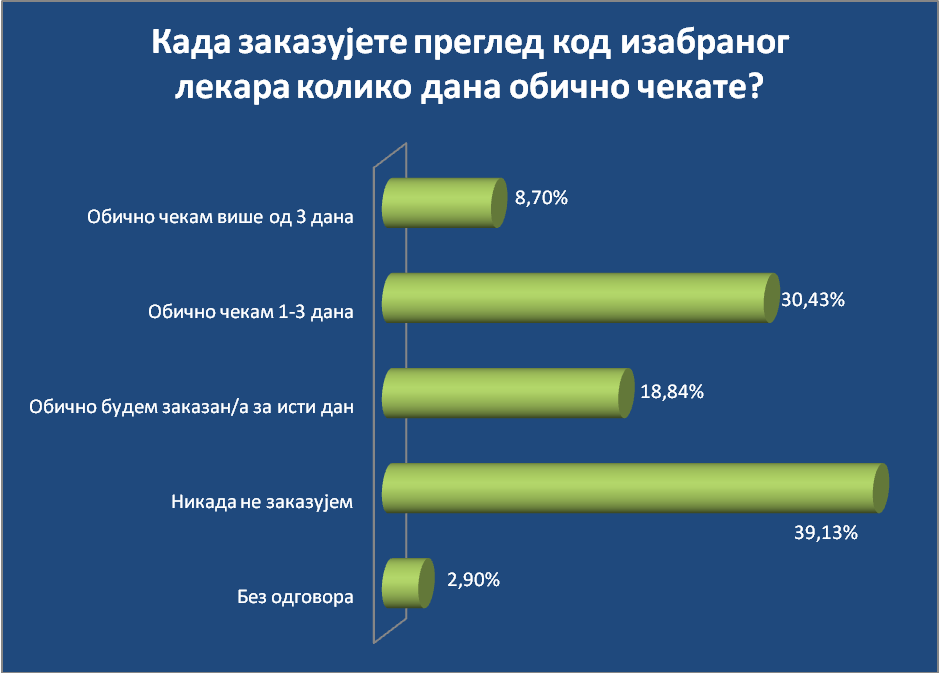 Када заказујете преглед код изабраног
лекара колико дана обично чекате?
Обично чекам више од 3 дана
8,70%
Обично чекам 1-3 дана
30,43%
Обично будем заказан/а за исти дан
18,84%
Никада не заказујем
39,13%
Без одговора
2,90%